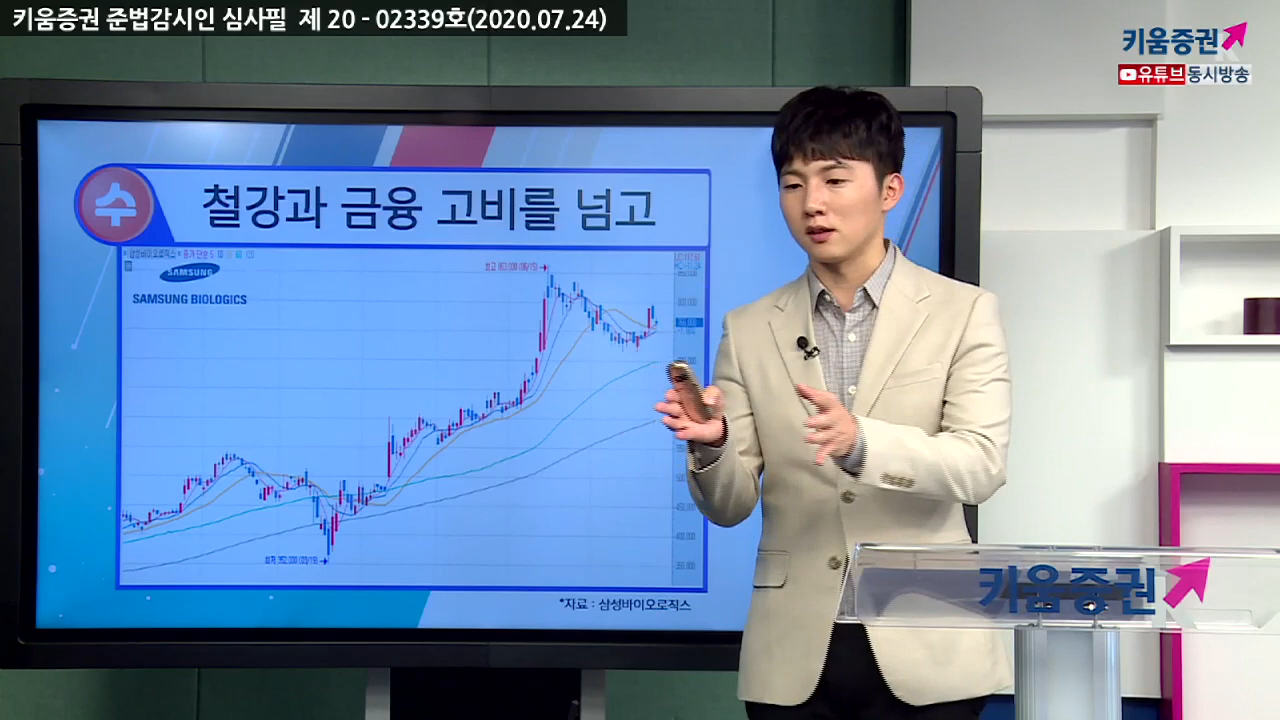 키움증권 준법감시인 심사필 제 20 - 02339호(2020.07.24)
키움증권
유튜브 동시방송
수
철강과 금융 고비를 넘고
SAMSUNG
SAMSUNG BIOLOGICS
*자료 : 삼성바이오로직스
키움증권